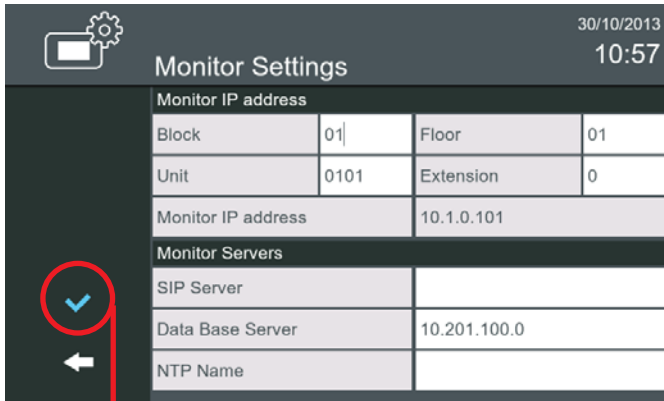 30/10/2013
10:57
Monitor Settings
Monitor IP address
Block 01 Floor 01
Unit 0101 Extension 0
Monitor IP address 10.1.0.101
Monitor Servers
SIP Server
Data Base Server 10.201.100.0
NTP Name